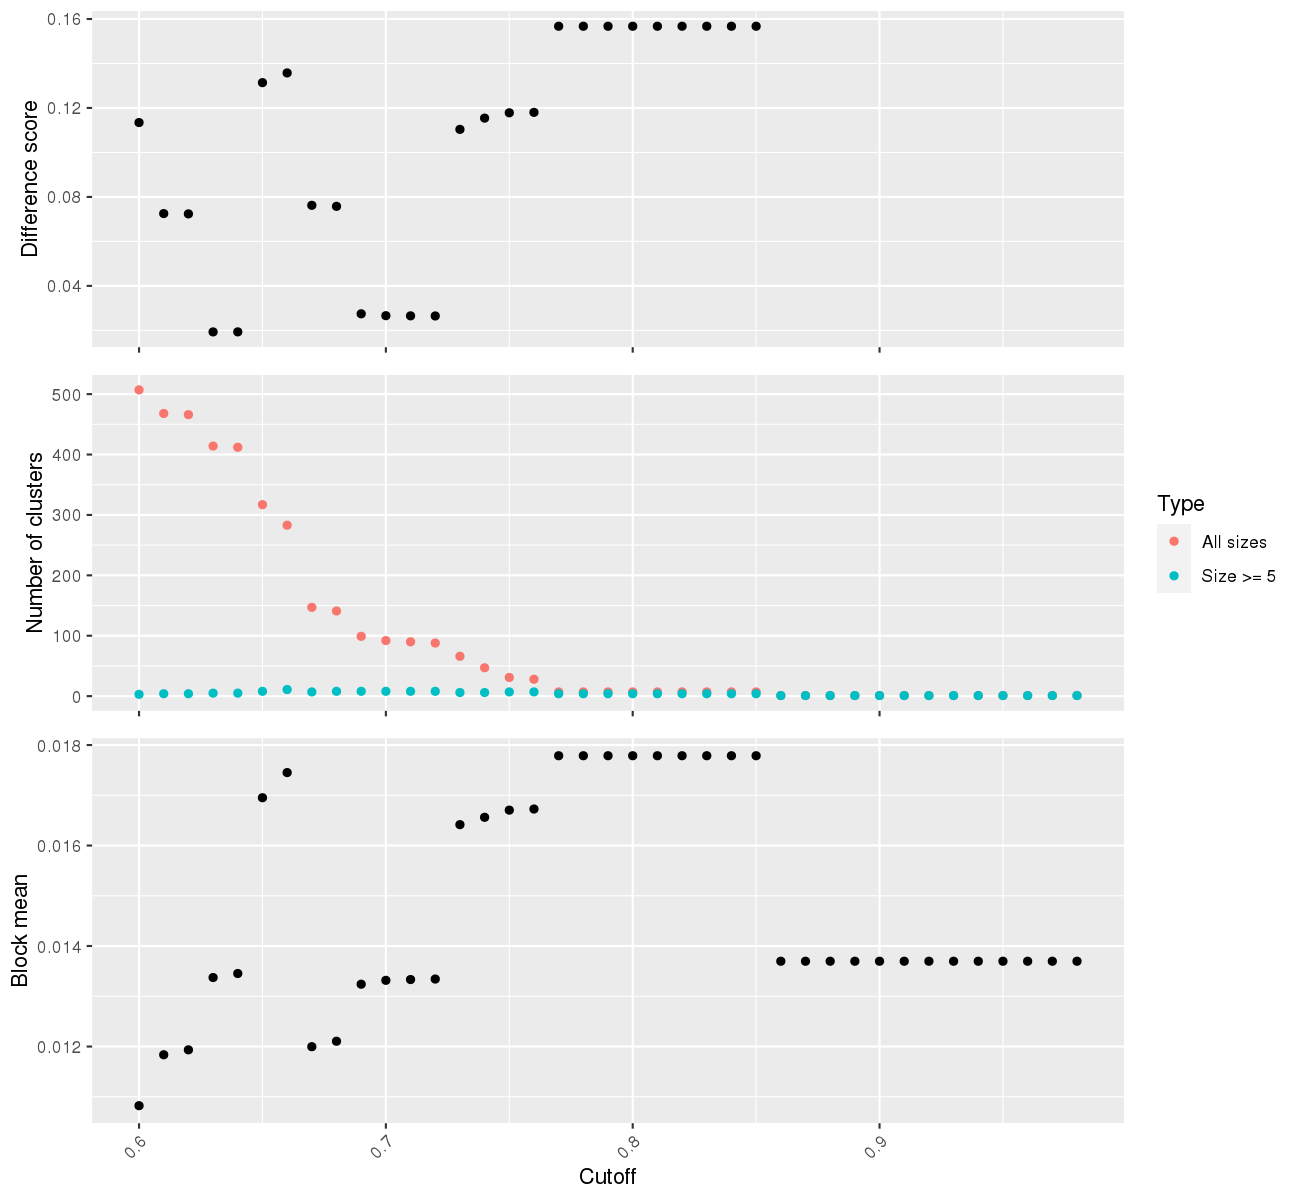 0.16
0.12
0.08
0.04
Difference score
500
400
300
200
100
0
Number of clusters
Type
All sizes
Size >= 5
0.018
0.016
0.014
0.012
Block mean
0.6
0.7
0.8
0.9
Cutoff